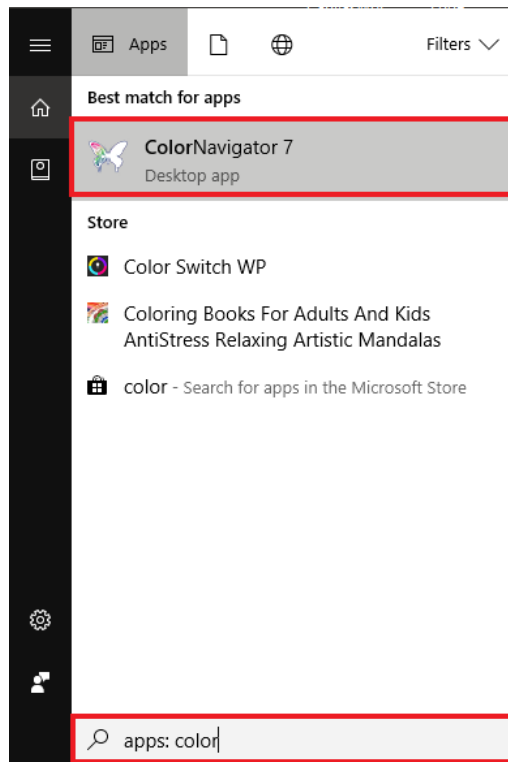 Apps
Filters
Best match for apps
ColorNavigator 7
Desktop app
Store
Color Switch WP
Coloring Books For Adults And Kids
AntiStress Relaxing Artistic Mandalas
color - Search for apps in the Microsoft Store
apps: color